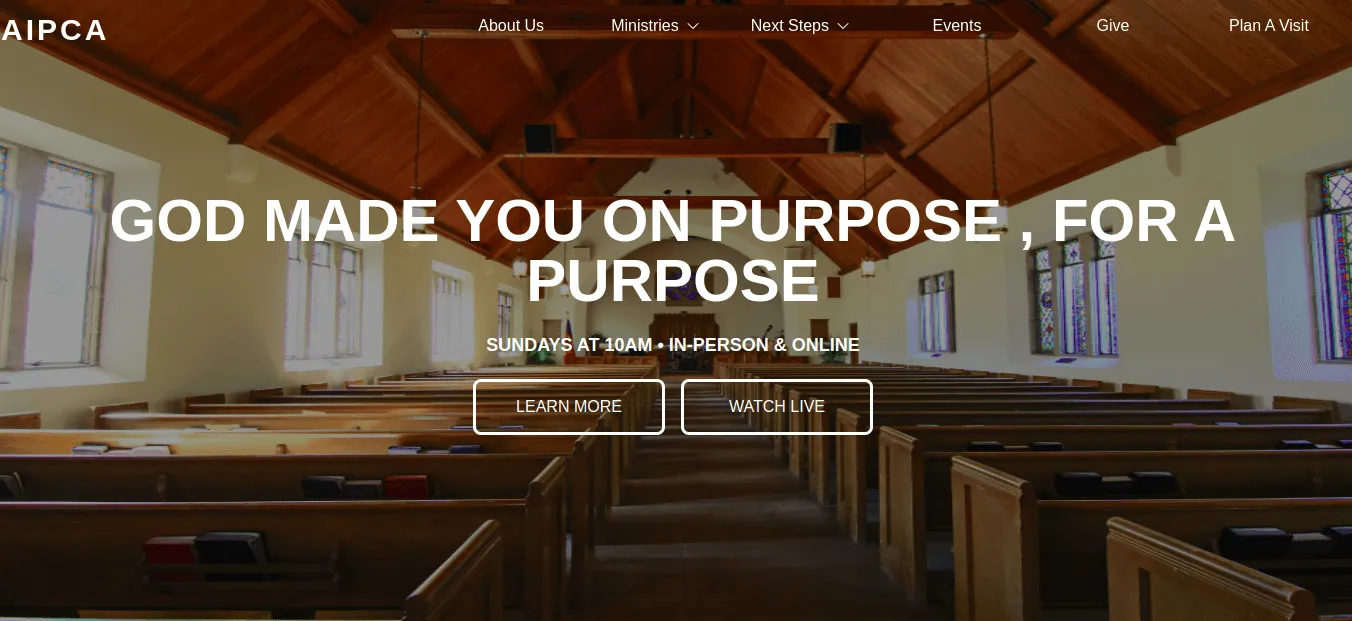 AIPCA
About Us
Ministries
Next Steps
Events
Give
Plan A Visit
GOD MADE YOU ON PURPOSE , FOR A
PURPOSE
SUNDAYS AT 10AM • IN-PERSON & ONLINE
LEARN MORE
WATCH LIVE